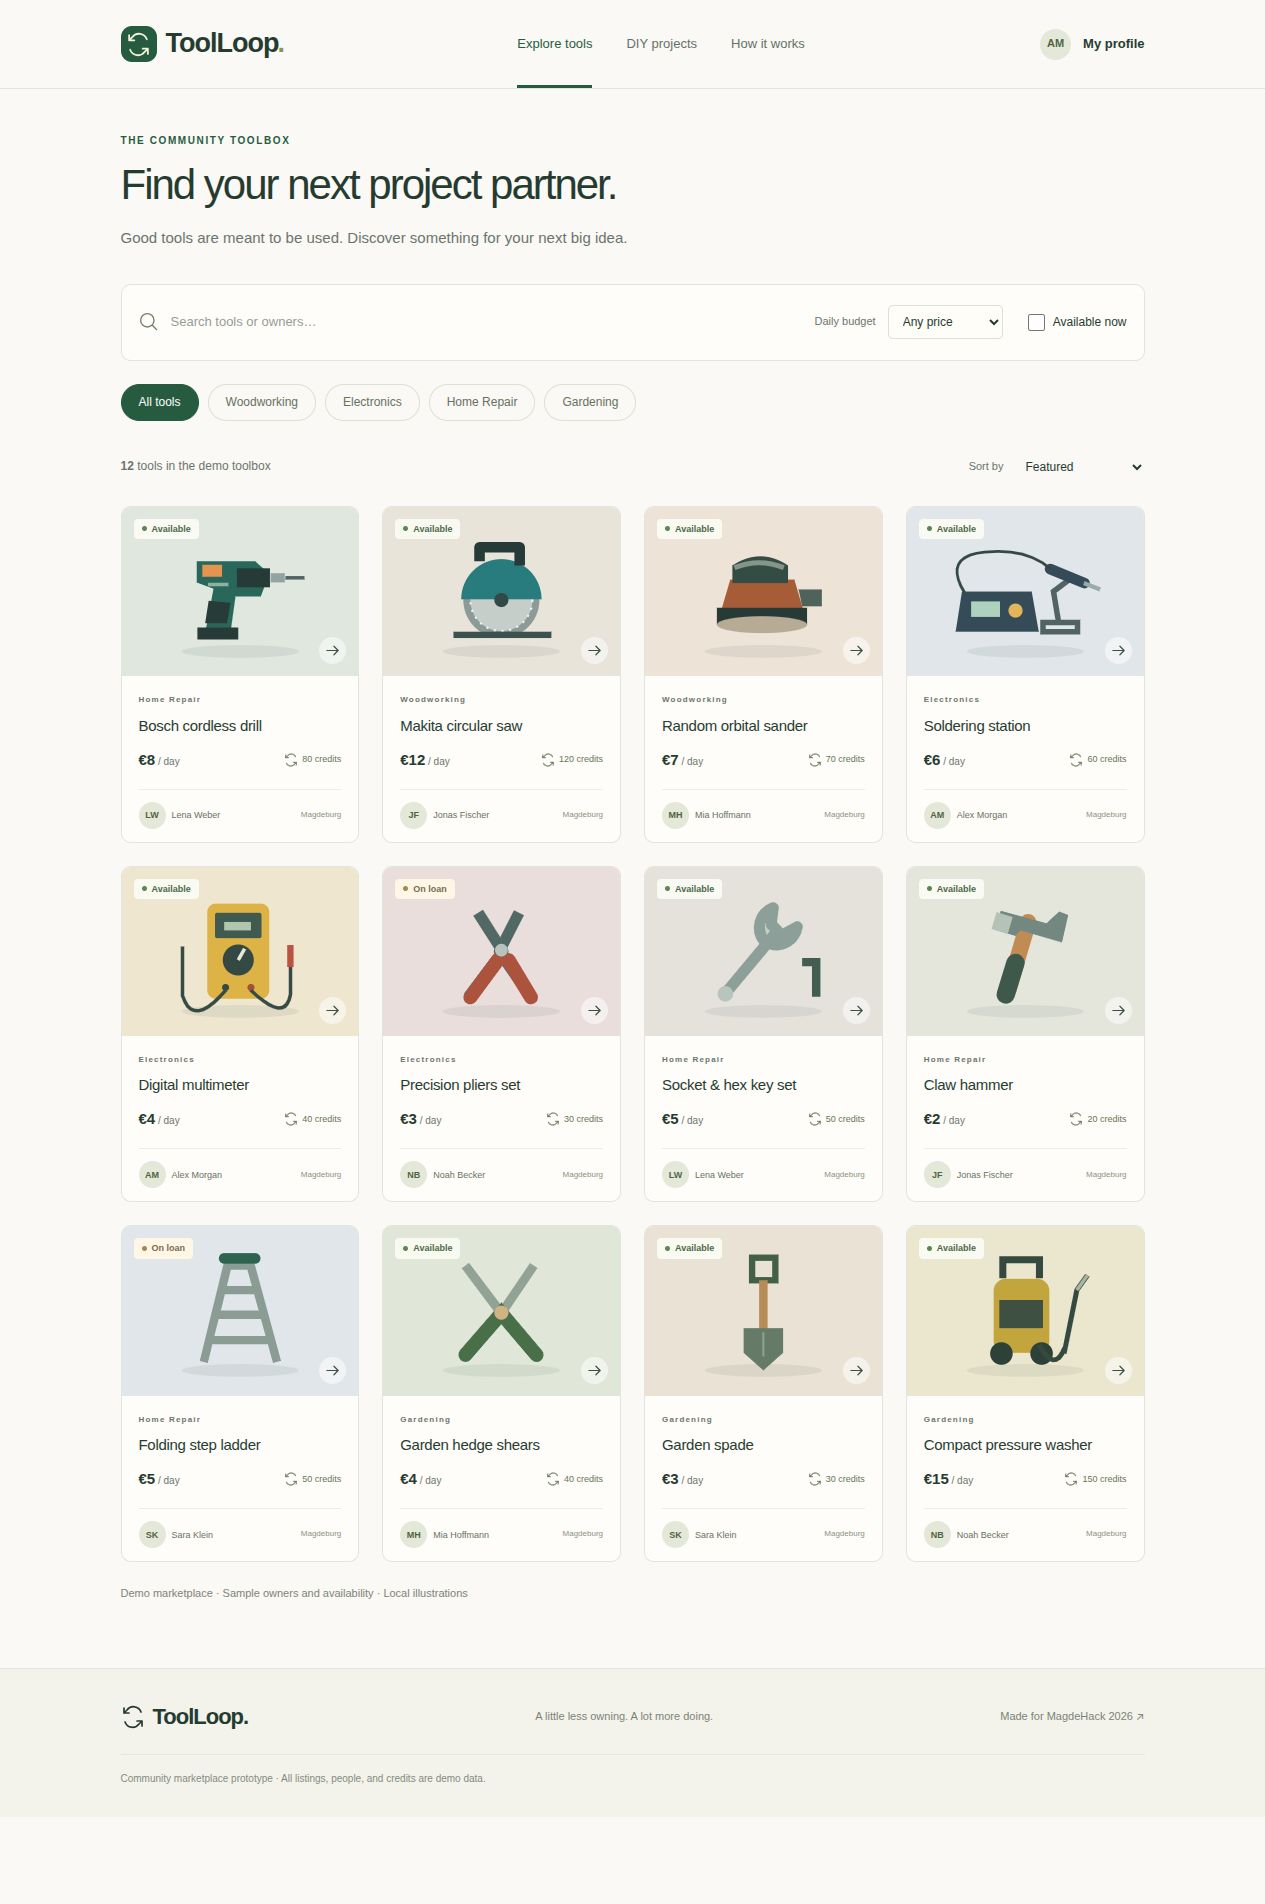 ToolLoop.
Explore tools
DIY projects
How it works
AM
My profile
THE COMMUNITY TOOLBOX
Find your next project partner.
Good tools are meant to be used. Discover something for your next big idea.
Search tools or owners…
Daily budget
Any price
Available now
All tools
Woodworking
Electronics
Home Repair
Gardening
12 tools in the demo toolbox
Sort by
Featured
Available
Home Repair
Bosch cordless drill
€8 / day
80 credits
LW
Lena Weber
Magdeburg
Available
Woodworking
Makita circular saw
€12 / day
120 credits
JF
Jonas Fischer
Magdeburg
Available
Woodworking
Random orbital sander
€7 / day
70 credits
MH
Mia Hoffmann
Magdeburg
Available
Electronics
Soldering station
€6 / day
60 credits
AM
Alex Morgan
Magdeburg
Available
Electronics
Digital multimeter
€4 / day
40 credits
AM
Alex Morgan
Magdeburg
On loan
Electronics
Precision pliers set
€3 / day
30 credits
NB
Noah Becker
Magdeburg
Available
Home Repair
Socket & hex key set
€5 / day
50 credits
LW
Lena Weber
Magdeburg
Available
Home Repair
Claw hammer
€2 / day
20 credits
JF
Jonas Fischer
Magdeburg
On loan
Home Repair
Folding step ladder
€5 / day
50 credits
SK
Sara Klein
Magdeburg
Available
Gardening
Garden hedge shears
€4 / day
40 credits
MH
Mia Hoffmann
Magdeburg
Available
Gardening
Garden spade
€3 / day
30 credits
SK
Sara Klein
Magdeburg
Available
Gardening
Compact pressure washer
€15 / day
150 credits
NB
Noah Becker
Magdeburg
Demo marketplace · Sample owners and availability · Local illustrations
ToolLoop.
A little less owning. A lot more doing.
Made for MagdeHack 2026 ↗
Community marketplace prototype · All listings, people, and credits are demo data.